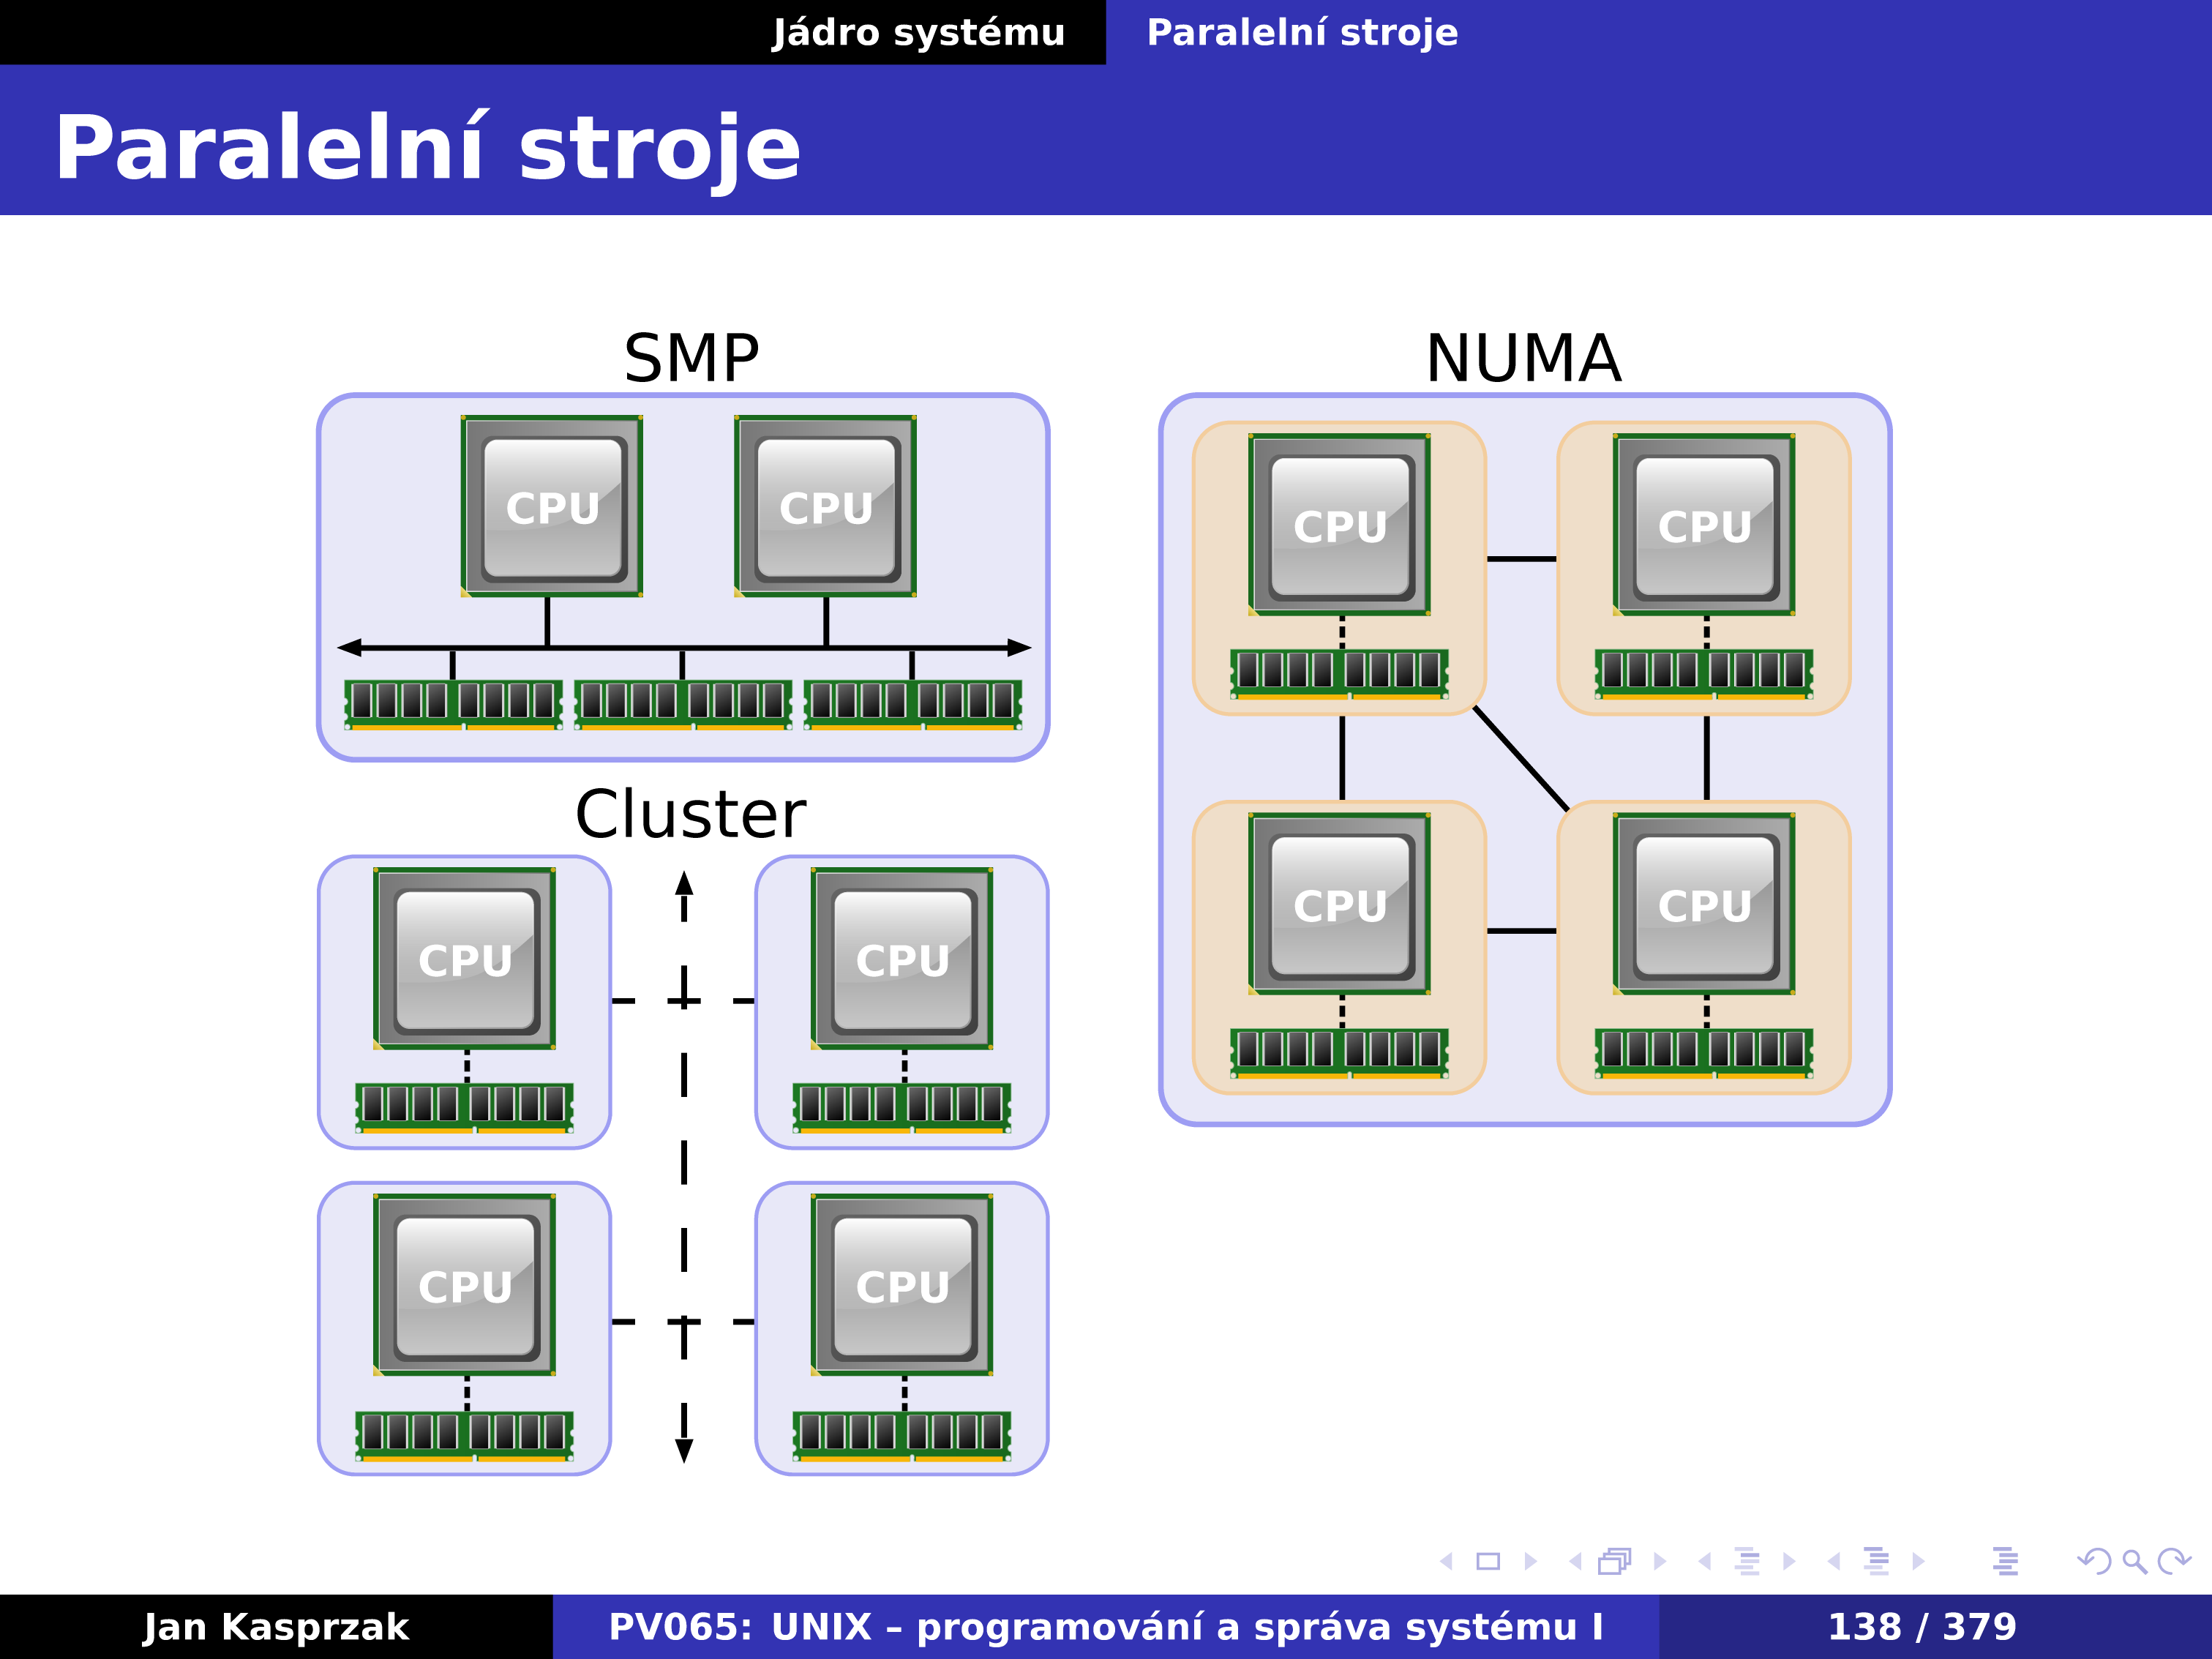 Jádro systému Paralelní stroje
Paralelní stroje
SMP
CPU CPU
Cluster
CPU CPU
CPU CPU
NUMA
CPU CPU
CPU CPU
Jan Kasprzak PV065: UNIX – programování a správa systému I 138 / 379